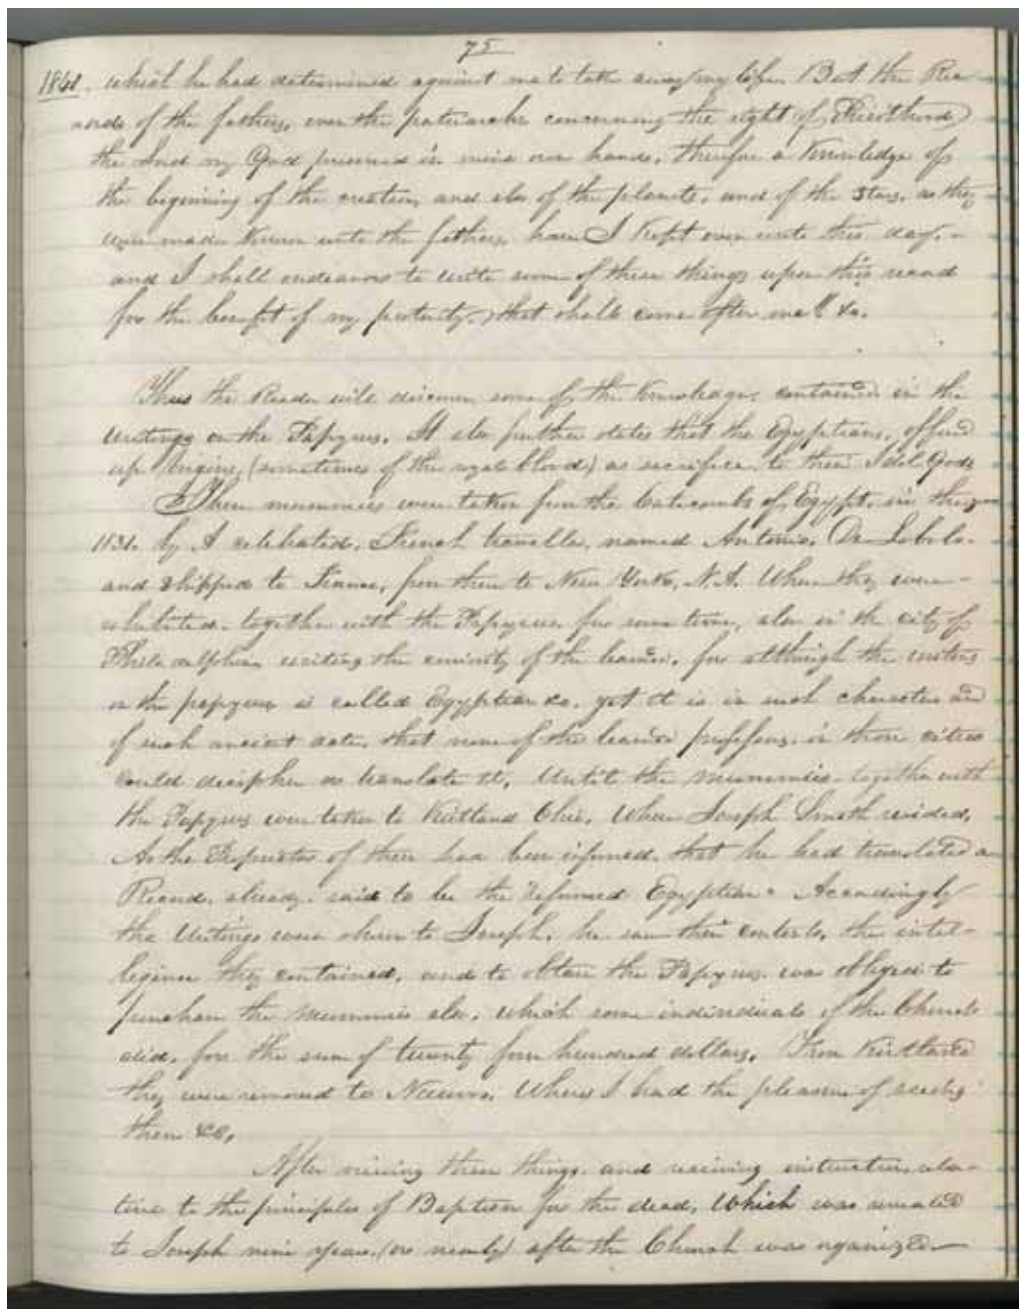 75
1841. which he had determined against me to take away my life. But the Rec-
ords of the fathers, even the patriarchs concerning the right of Priesthood
the Lord my God preserved in mine own hands, therefore a Knowledge of
the beginning of the creation, and also of the planets, and of the Stars, as they
were made Known unto the fathers, have I Kept even unto this day,-
and I shall endeavor to write some of these things upon this record
for the benefit of my posterity, that shall come after me" &c.
Thus the Reader will discern some of the Knowledge, contained in the
writings on the Papyrus. It also further states that the Egyptians, offered
up Virgins, (sometimes of the royal blood) as sacrifice, to their Idol Gods
These mummies were taken from the Catacombs of Egypt, in the
1831. by A celebrated, French traveller, named Antonio, De Lobolo-
and Shipped to France, from there to New York, N.A. Where they were-
exhibited together with the Papyrus for some time, also in the city of
Philadelphia exciting the curiosity of the learned, for although the writing
on the papyrus is called Egyptian &c. yet it is in such characters and
of such ancient date, that none of the learned professors, in those cities
could decipher or translate it, Until the Mummies- together with
the Papyrus were taken to Kirtland Ohio, Where Joseph Smith resided,
As the Proprietor of them had been informed, that he had translated a
Record, already, said to be the reformed Egyptian. Accordingly
the Writings were shown to Joseph, he saw their contents, the intel-
ligence they contained, and to obtain the Papyrus, was obliged to
purchase the Mummies also, which some individuals of the Church
did, for the sum of twenty four hundred dollars, From Kirtland
they were removed to Nauvoo, Where I had the pleasure of seeing
them &c,
After viewing these things, and receiving instruction, rela-
tive to the principles of Baptism for the dead, Which was revealed
to Joseph nine years, (or nearly) after the Church was organized-